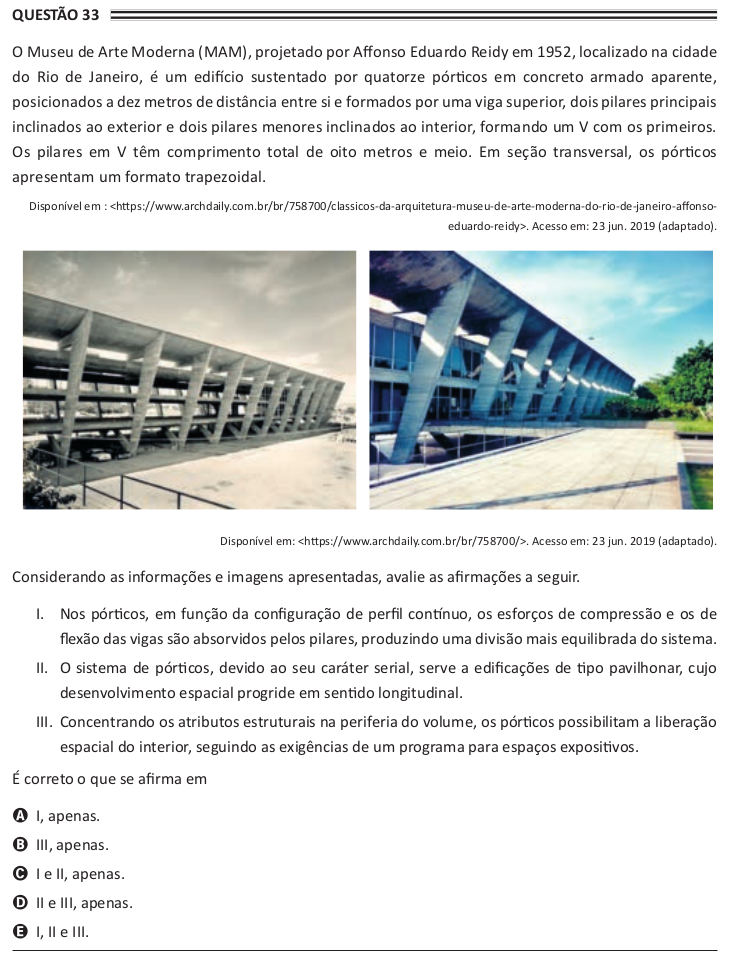 QUESTÃO 33
O Museu de Arte Moderna (MAM), projetado por Affonso Eduardo Reidy em 1952, localizado na cidade
do Rio de Janeiro, é um edifício sustentado por quatorze pórticos em concreto armado aparente,
posicionados a dez metros de distância entre si e formados por uma viga superior, dois pilares principais
inclinados ao exterior e dois pilares menores inclinados ao interior, formando um V com os primeiros.
Os pilares em V têm comprimento total de oito metros e meio. Em seção transversal, os pórticos
apresentam um formato trapezoidal.
Disponível em : <https://www.archdaily.com.br/br/758700/classicos-da-arquitetura-museu-de-arte-moderna-do-rio-de-janeiro-affonso-
eduardo-reidy>. Acesso em: 23 jun. 2019 (adaptado).
Disponível em: <https://www.archdaily.com.br/br/758700/>. Acesso em: 23 jun. 2019 (adaptado).
Considerando as informações e imagens apresentadas, avalie as afirmações a seguir.
I. Nos pórticos, em função da configuração de perfil contínuo, os esforços de compressão e os de
flexão das vigas são absorvidos pelos pilares, produzindo uma divisão mais equilibrada do sistema.
II. O sistema de pórticos, devido ao seu caráter serial, serve a edificações de tipo pavilhonar, cujo
desenvolvimento espacial progride em sentido longitudinal.
III. Concentrando os atributos estruturais na periferia do volume, os pórticos possibilitam a liberação
espacial do interior, seguindo as exigências de um programa para espaços expositivos.
É correto o que se afirma em
A I, apenas.
B III, apenas.
C I e II, apenas.
D II e III, apenas.
E I, II e III.